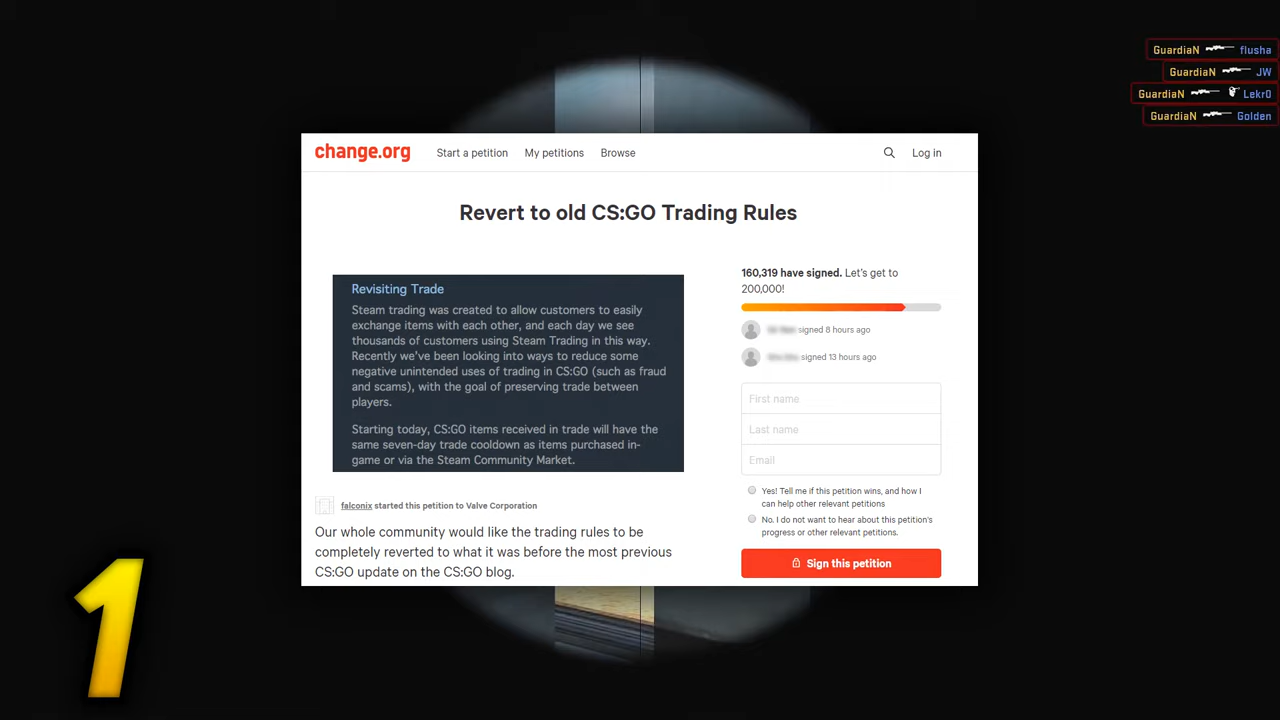 GuardiaN flusha
GuardiaN JW
GuardiaN Lekr0
GuardiaN Golden
change.org Start a petition My petitions Browse Log in
Revert to old CS:GO Trading Rules
Revisiting Trade
Steam trading was created to allow customers to easily
exchange items with each other, and each day we see
thousands of customers using Steam Trading in this way.
Recently we've been looking into ways to reduce some
negative unintended uses of trading in CS:GO (such as fraud
and scams), with the goal of preserving trade between
players.
Starting today, CS:GO items received in trade will have the
same seven-day trade cooldown as items purchased in-
game or via the Steam Community Market.
falconix started this petition to Valve Corporation
Our whole community would like the trading rules to be
completely reverted to what it was before the most previous
CS:GO update on the CS:GO blog.
160,319 have signed. Let's get to
200,000!
signed 8 hours ago
signed 13 hours ago
First name
Last name
Email
Yes! Tell me if this petition wins, and how I
can help other relevant petitions
No. I do not want to hear about this petition's
progress or other relevant petitions.
Sign this petition
1